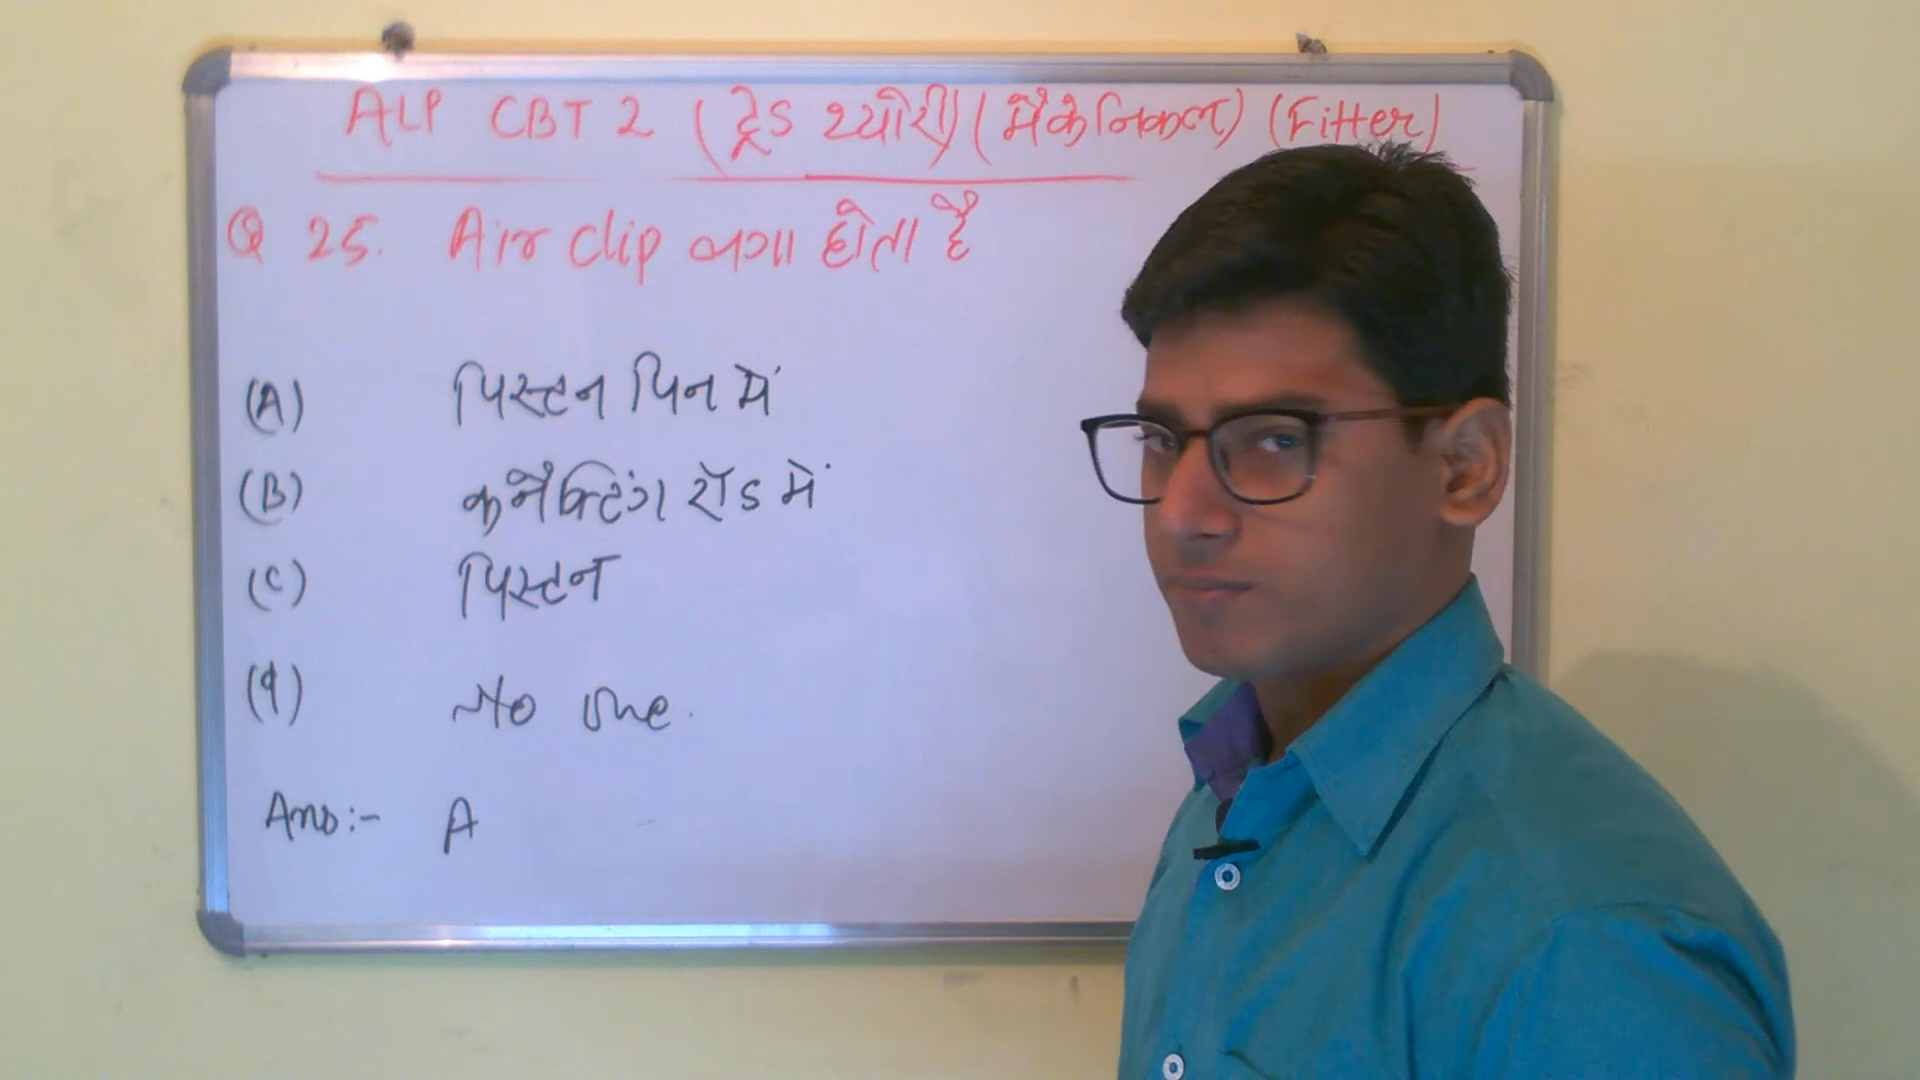 ALP CBT 2 (ट्रेड थ्योरी) (मैकेनिकल) (Fitter)
Q 25. Air clip लगा होता है
(A) पिस्टन पिन में
(B) कनैक्टिंग रॉड में
(C) पिस्टन
(d) No one.
Ans:- A